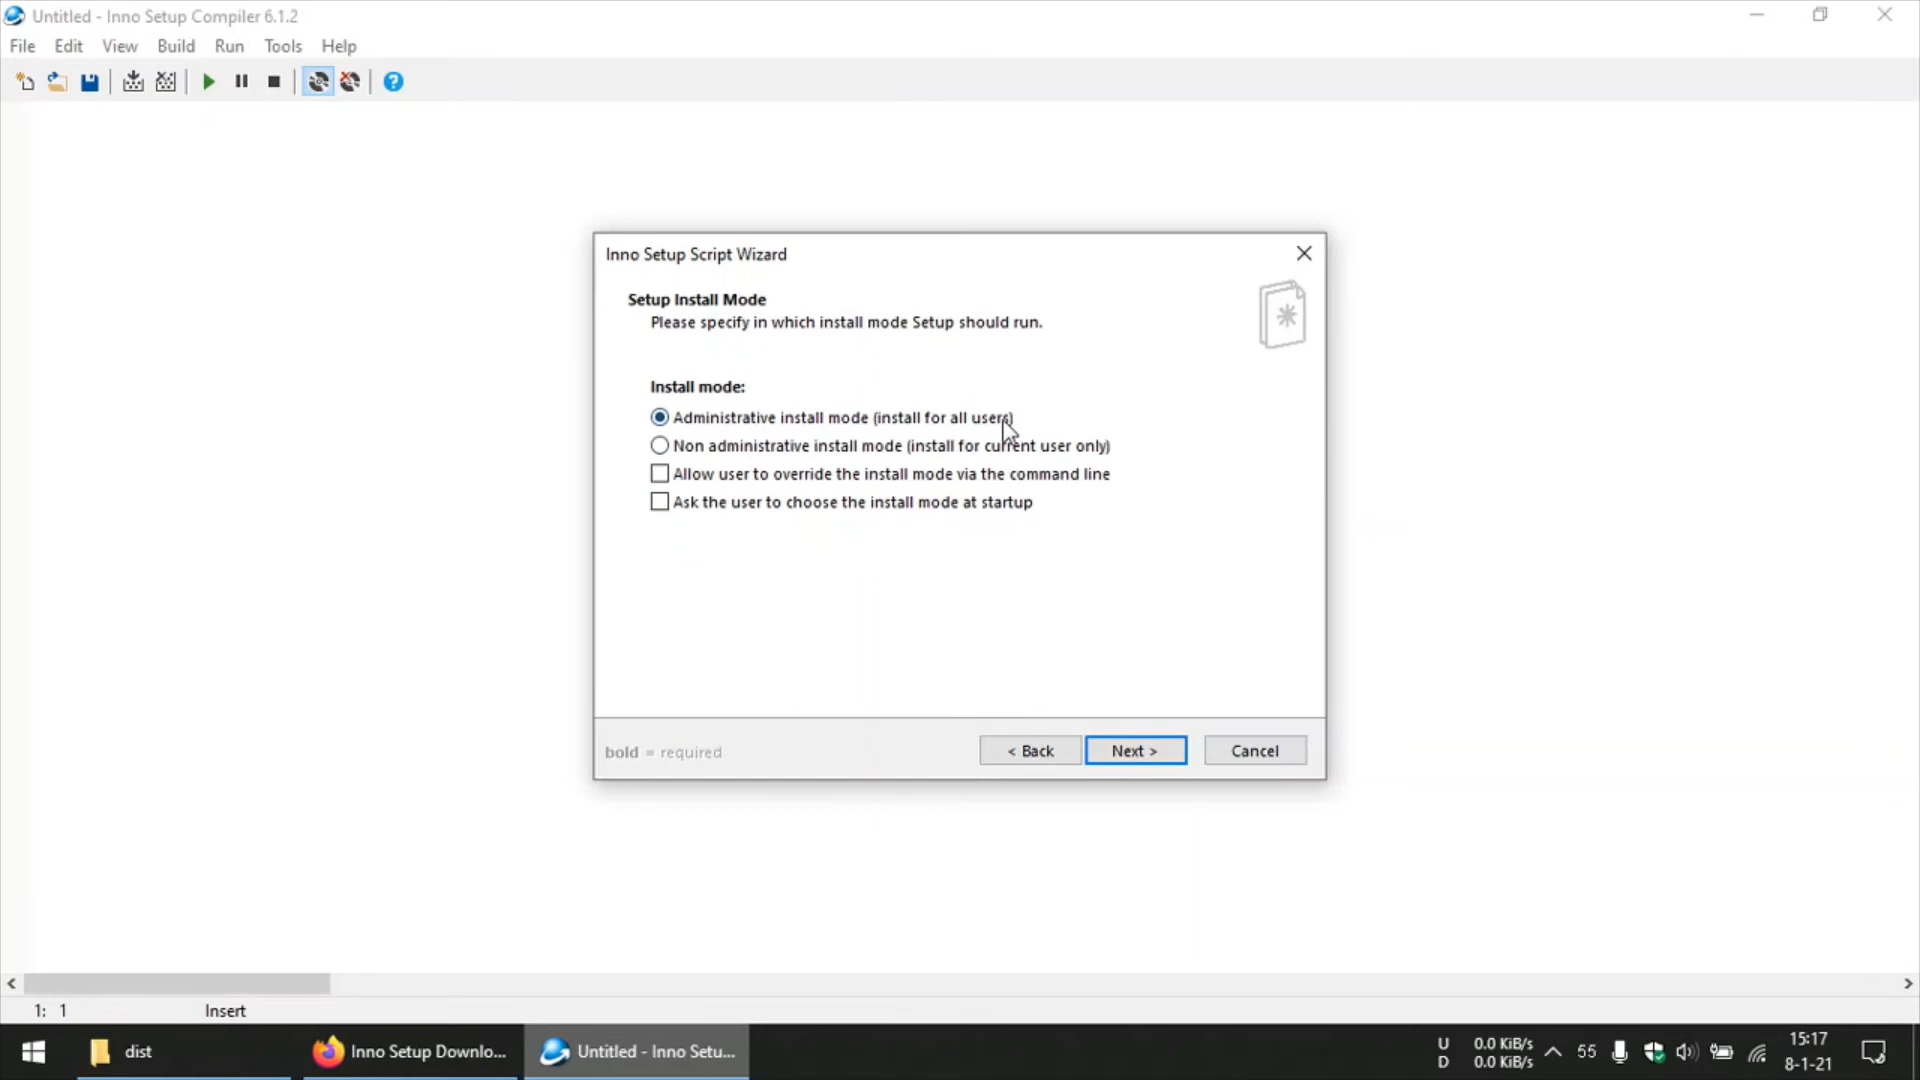 Untitled - Inno Setup Compiler 6.1.2
File Edit View Build Run Tools Help
Inno Setup Script Wizard
Setup Install Mode
Please specify in which install mode Setup should run.
Install mode:
Administrative install mode (install for all users)
Non administrative install mode (install for current user only)
Allow user to override the install mode via the command line
Ask the user to choose the install mode at startup
bold = required
< Back
Next >
Cancel
1: 1 Insert
dist
Inno Setup Downlo...
Untitled - Inno Setu...
U 0.0 KiB/s
D 0.0 KiB/s
55
15:17
8-1-21